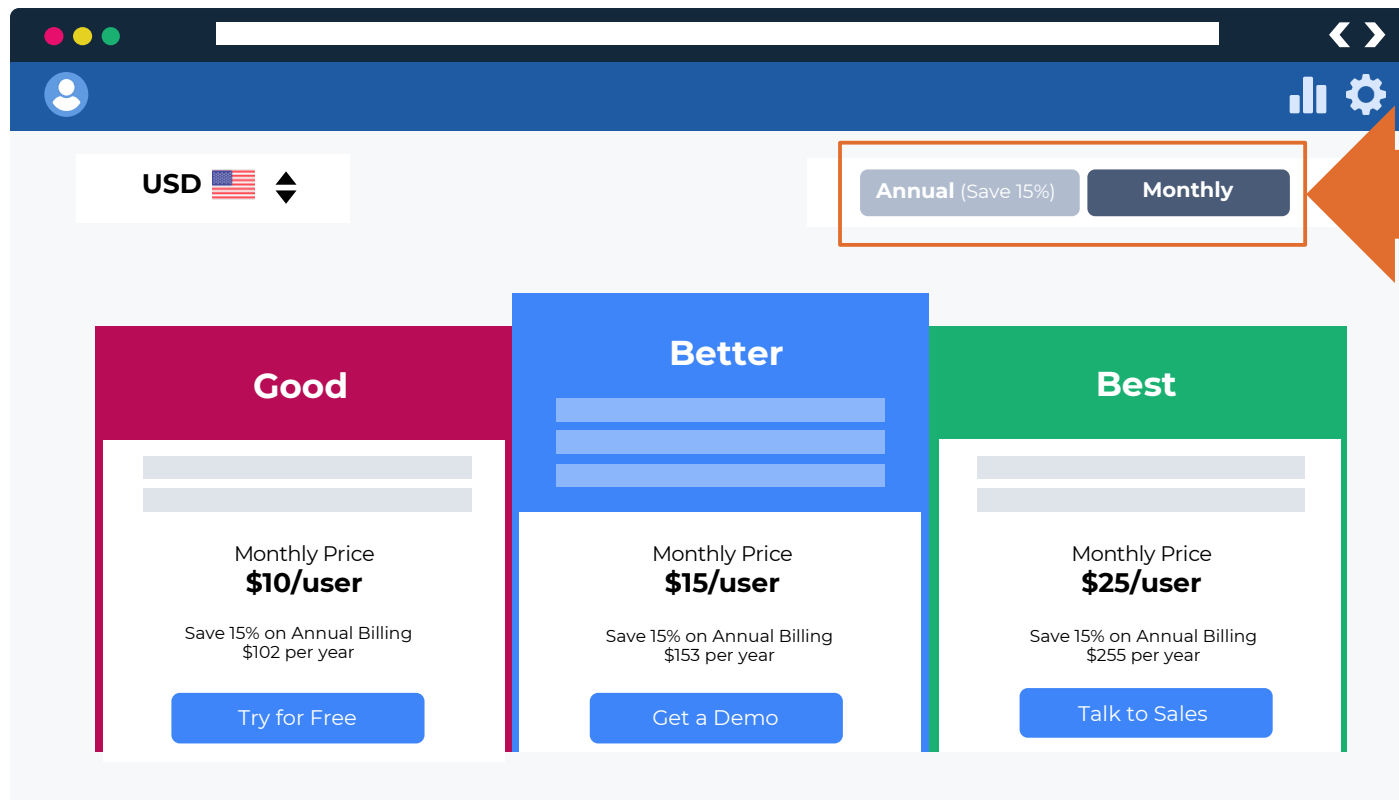 USD
Annual (Save 15%)
Monthly
Good
Monthly Price
$10/user
Save 15% on Annual Billing
$102 per year
Try for Free
Better
Monthly Price
$15/user
Save 15% on Annual Billing
$153 per year
Get a Demo
Best
Monthly Price
$25/user
Save 15% on Annual Billing
$255 per year
Talk to Sales